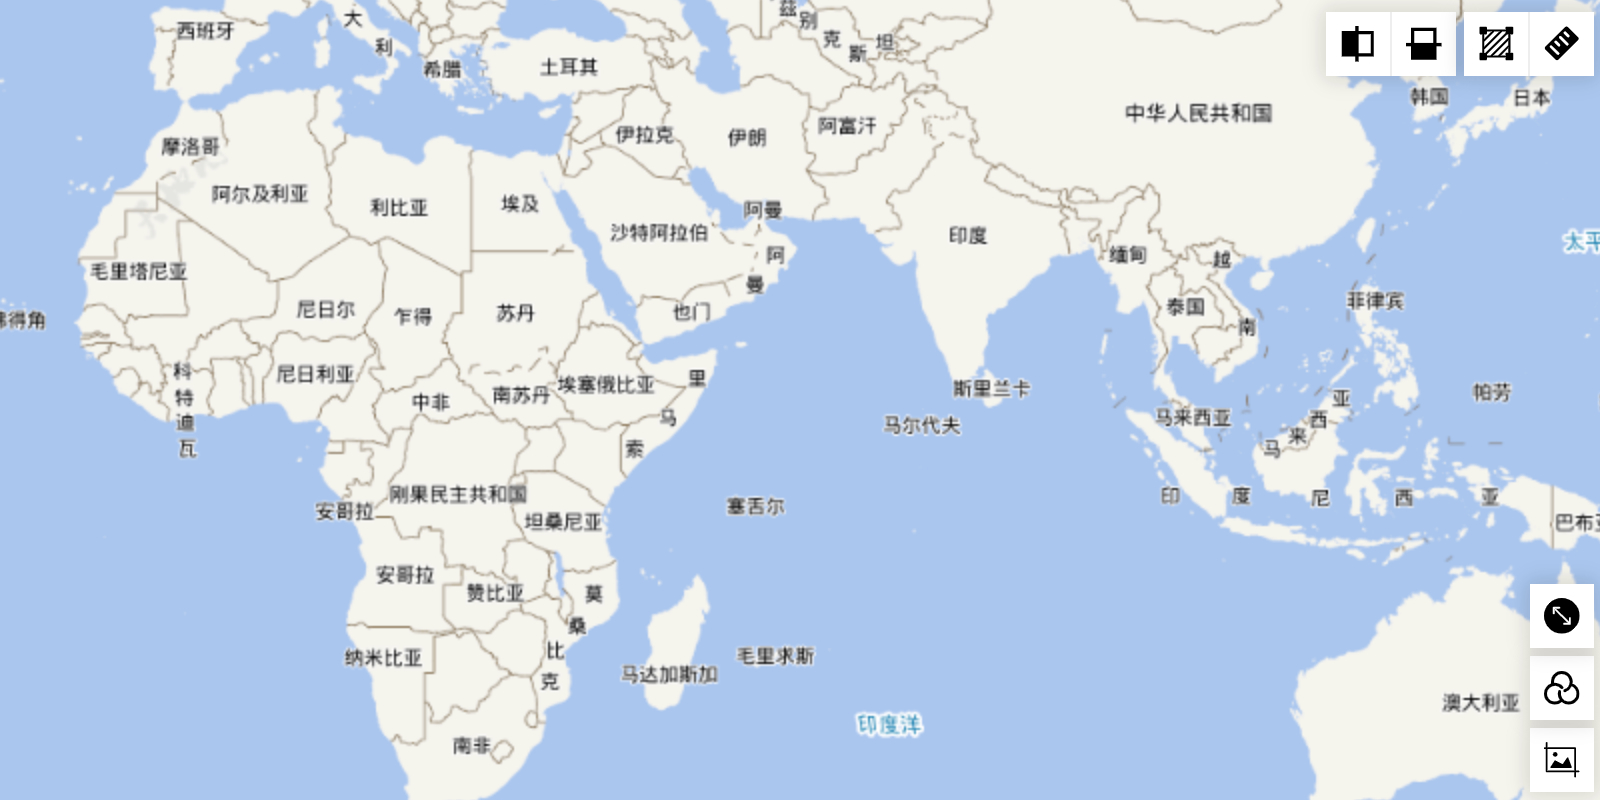 兹别克斯坦
大利
西班牙
希腊
土耳其
韩国
日本
中华人民共和国
阿富汗
伊拉克
伊朗
摩洛哥
阿尔及利亚
利比亚
埃及
阿曼
沙特阿拉伯
印度
太平
阿曼
缅甸
越南
毛里塔尼亚
菲律宾
尼日尔
乍得
苏丹
也门
泰国
佛得角
科特迪瓦
尼日利亚
埃塞俄比亚
南苏丹
中非
索马里
斯里兰卡
帕劳
马尔代夫
马来西亚
马来西亚
刚果民主共和国
印度尼西亚
塞舌尔
安哥拉
坦桑尼亚
巴布亚
安哥拉
赞比亚
莫桑比克
纳米比亚
毛里求斯
马达加斯加
澳大利亚
印度洋
南非